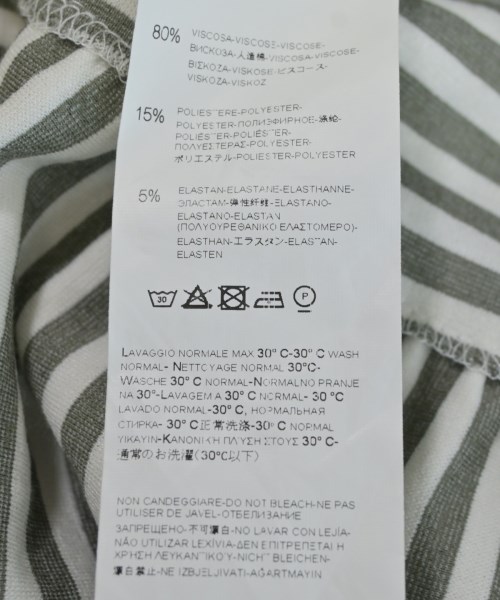 80% VISCOSA-VISCOSE-VISCOSE-
ВИСКОЗА-人造棉-VISCOSA-VISCOSE-
ΒΙΣΚΟΖΑ-VISKOSE-ビスコース-
VISKOZA-VISKOZ
15% POLIESTERE-POLYESTER-
POLYESTER-ПОЛИЭФИРНОЕ-涤纶-
POLIESTER-POLIÉSTER-
ΠΟΛΥΕΣΤΕΡΑΣ-POLYESTER-
ポリエステル-POLIESTER-POLYESTER
5% ELASTAN-ELASTANE-ELASTHANNE-
ЭЛАСТАМ-弹性纤维-ELASTANO-
ELASTANO-ELASTAN
(ΠΟΛΥΟΥΡΕΘΑΝΙΚΟ ΕΛΑΣΤΟΜΕΡΟ)-
ELASTHAN-エラスタン-ELASTAN-
ELASTEN
30 P
LAVAGGIO NORMALE MAX 30° C-30° C WASH
NORMAL- NETTOYAGE NORMAL 30°C-
WASCHE 30° C NORMAL-NORMALNO PRANJE
NA 30°-LAVAGEM A 30° C NORMAL- 30° C
LAVADO NORMAL-30° C, НОРМАЛЬНАЯ
СТИРКА- 30° C正常洗涤-30° C NORMAL
YIKAYIN-ΚΑΝΟΝΙΚΗ ΠΛΥΣΗ ΣΤΟΥΣ 30° C-
通常のお洗濯(30℃以下)
NON CANDEGGIARE-DO NOT BLEACH-NE PAS
UTILISER DE JAVEL-ОТБЕЛИВАНИЕ
ЗАПРЕЩЕНО-不可漂白-NO LAVAR CON LEJÍA-
NÃO UTILIZAR LEXÍVIA-ΔΕΝ ΕΠΙΤΡΕΠΕΤΑΙ Η
ΧΡΗΣΗ ΛΕΥΚΑΝΤΙΚΟΎ-NICHT BLEICHEN-
漂白禁止-NE IZBJELJIVATI-AGARTMAYIN